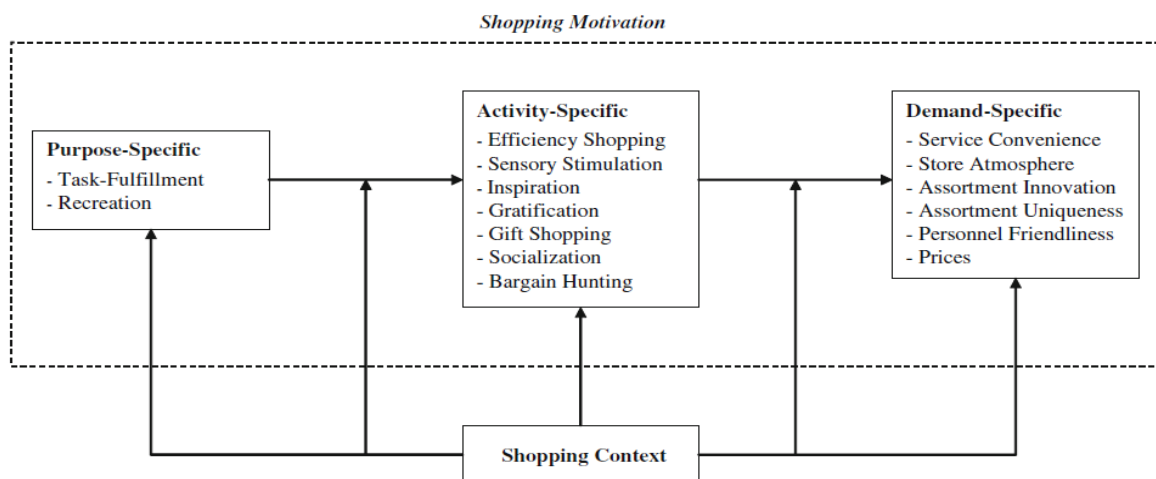 Shopping Motivation
Purpose-Specific
- Task-Fulfillment
- Recreation
Activity-Specific
- Efficiency Shopping
- Sensory Stimulation
- Inspiration
- Gratification
- Gift Shopping
- Socialization
- Bargain Hunting
Demand-Specific
- Service Convenience
- Store Atmosphere
- Assortment Innovation
- Assortment Uniqueness
- Personnel Friendliness
- Prices
Shopping Context